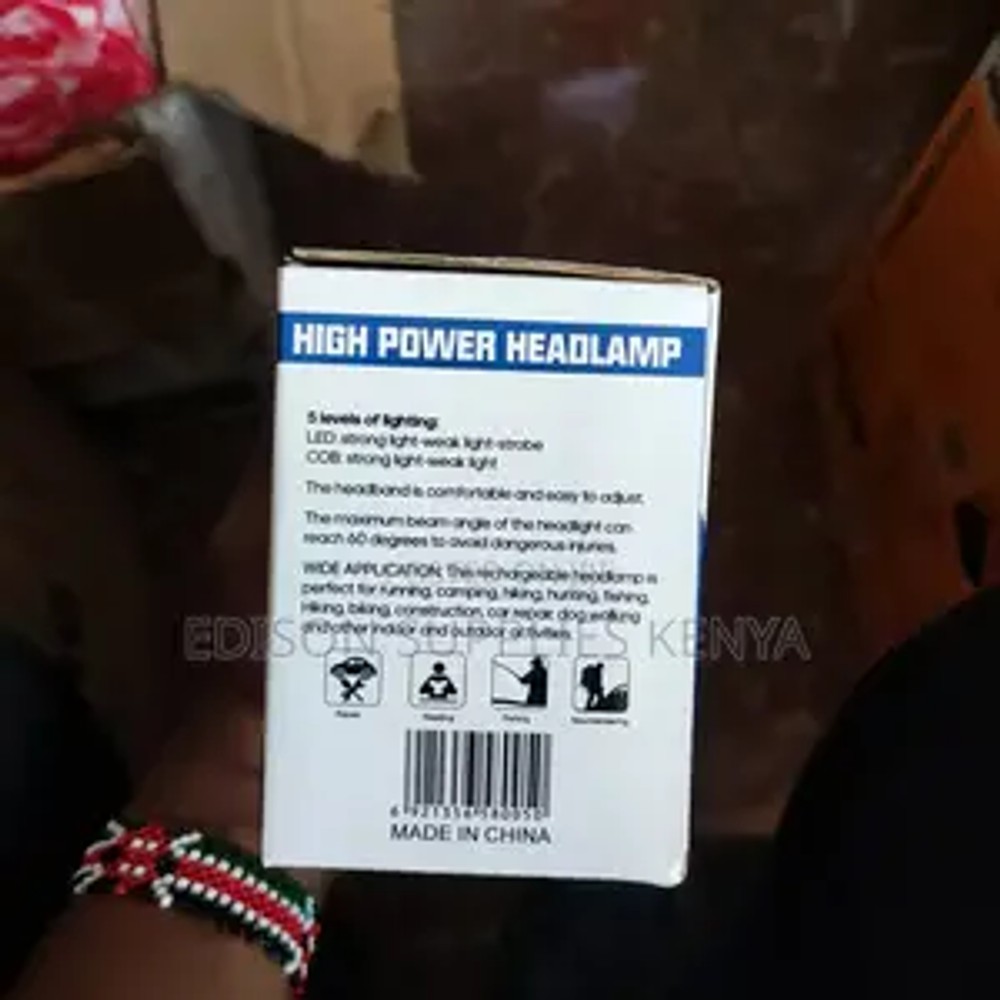 HIGH POWER HEADLAMP
5 levels of lighting:
LED: strong light-weak light-strobe
COB: strong light-weak light
The headband is comfortable and easy to adjust.
The maximum beam angle of the headlight can
reach 60 degrees to avoid dangerous injuries.
WIDE APPLICATION: This rechargeable headlamp is
perfect for running, camping, hiking, hunting, fishing,
Hiking, biking, construction, car repair, dog walking
and other indoor and outdoor activities.
EDISON SUPPLIES KENYA
Repair Reading Fishing Mountaineering
6 921556 580050
MADE IN CHINA